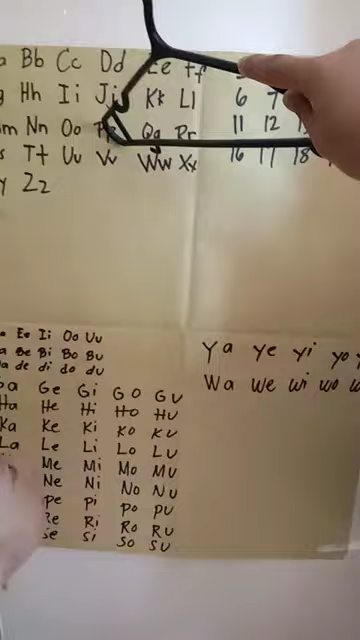 a Bb Cc Dd Ee Ff
Hh Ii Jj Kk Ll 6 7
m Nn Oo Pp Qq Rr 11 12
s Tt Uu Vv Ww Xx 16 17 18
y Zz
Ee Ii Oo Uu
a Be Bi Bo Bu
da de di do du
Ga Ge Gi Go Gu
Ha He Hi Ho Hu
Ka Ke Ki Ko Ku
La Le Li Lo Lu
Me Mi Mo Mu
Ne Ni No Nu
pe pi po pu
Re Ri Ro Ru
Se Si So Su
Ya ye yi yo
Wa we wi wo